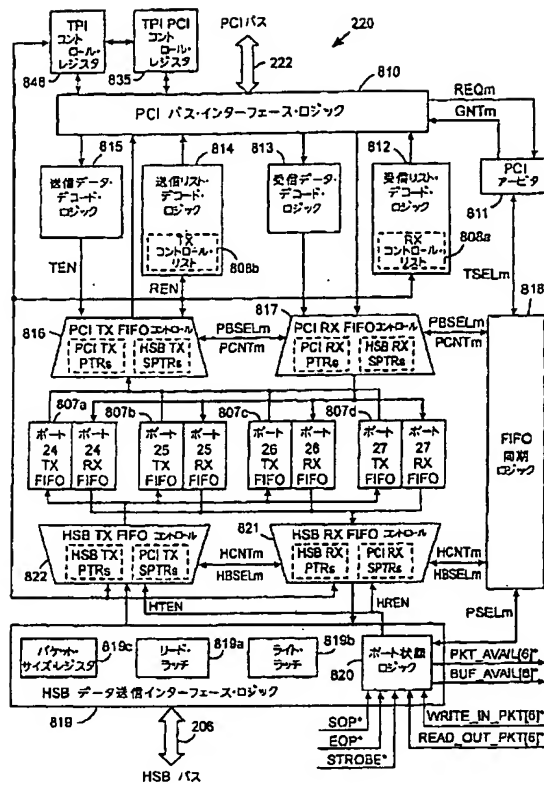 TPI
コント
ロール・
レジスタ
846
TPI PCI
コント
ロール・
レジスタ
835
PCIバス
222
220
810
PCI バス・インターフェース・ロジック
REQm
GNTm
815
送信データ・
デコード・
ロジック
814
送信リスト・
デコード・
ロジック
TX
コントロール・
リスト
808b
813
受信データ・
デコード・
ロジック
812
受信リスト・
デコード・
ロジック
RX
コントロール・
リスト
808a
PCI
アービタ
811
TEN
REN
TSELm
818
816
PCI TX FIFO コントロール
PCI TX
PTRs
HSB TX
SPTRs
PBSELm
PCNTm
817
PCI RX FIFO コントロール
PCI RX
PTRs
HSB RX
SPTRs
PBSELm
PCNTm
FIFO
同期
ロジック
807a
807b
807c
807d
ポート
24
TX
FIFO
ポート
24
RX
FIFO
ポート
25
TX
FIFO
ポート
25
RX
FIFO
ポート
26
TX
FIFO
ポート
26
RX
FIFO
ポート
27
TX
FIFO
ポート
27
RX
FIFO
HSB TX FIFO コントロール
HSB TX
PTRs
PCI TX
SPTRs
822
HCNTm
HBSELm
821
HSB RX FIFO コントロール
HSB RX
PTRs
PCI RX
SPTRs
HCNTm
HBSELm
HTEN
HREN
PSELm
パケット・
サイズ・レジスタ
819c
リード・
ラッチ
819a
ライト・
ラッチ
819b
ポート状態
ロジック
820
HSB データ送信インターフェース・ロジック
819
PKT_AVAIL[6]*
BUF_AVAIL[6]*
WRITE_IN_PKT[6]*
READ_OUT_PKT[6]*
SOP*
EOP*
STROBE*
206
HSB バス